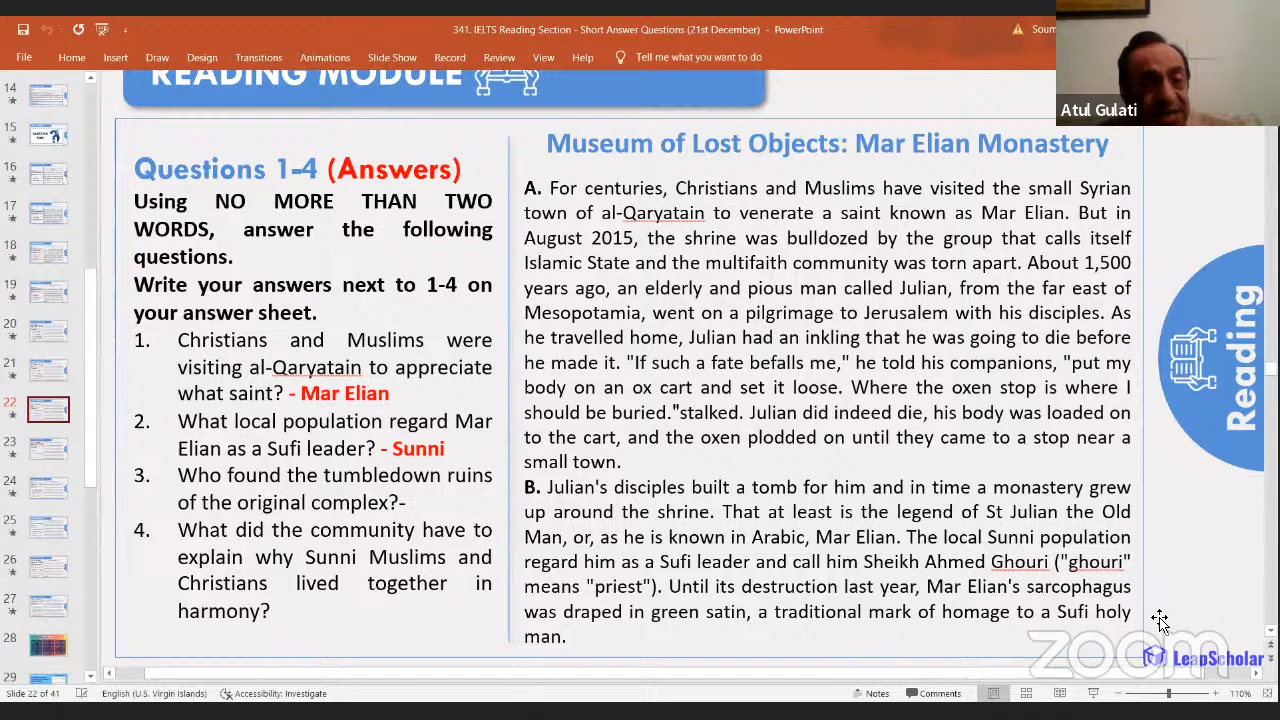 341. IELTS Reading Section - Short Answer Questions (21st December) - PowerPoint
Soum
File Home Insert Draw Design Transitions Animations Slide Show Record Review View Help Tell me what you want to do
Atul Gulati
READING MODULE
14
15
16
17
18
19
20
21
22
23
24
25
26
27
28
29
Questions 1-4 (Answers)
Using NO MORE THAN TWO
WORDS, answer the following
questions.
Write your answers next to 1-4 on
your answer sheet.
1. Christians and Muslims were
visiting al-Qaryatain to appreciate
what saint? - Mar Elian
2. What local population regard Mar
Elian as a Sufi leader? - Sunni
3. Who found the tumbledown ruins
of the original complex?-
4. What did the community have to
explain why Sunni Muslims and
Christians lived together in
harmony?
Museum of Lost Objects: Mar Elian Monastery
A. For centuries, Christians and Muslims have visited the small Syrian
town of al-Qaryatain to venerate a saint known as Mar Elian. But in
August 2015, the shrine was bulldozed by the group that calls itself
Islamic State and the multifaith community was torn apart. About 1,500
years ago, an elderly and pious man called Julian, from the far east of
Mesopotamia, went on a pilgrimage to Jerusalem with his disciples. As
he travelled home, Julian had an inkling that he was going to die before
he made it. "If such a fate befalls me," he told his companions, "put my
body on an ox cart and set it loose. Where the oxen stop is where I
should be buried."stalked. Julian did indeed die, his body was loaded on
to the cart, and the oxen plodded on until they came to a stop near a
small town.
B. Julian's disciples built a tomb for him and in time a monastery grew
up around the shrine. That at least is the legend of St Julian the Old
Man, or, as he is known in Arabic, Mar Elian. The local Sunni population
regard him as a Sufi leader and call him Sheikh Ahmed Ghouri ("ghouri"
means "priest"). Until its destruction last year, Mar Elian's sarcophagus
was draped in green satin, a traditional mark of homage to a Sufi holy
man.
Reading
zoom
LeapScholar
Slide 22 of 41 English (U.S. Virgin Islands) Accessibility: Investigate Notes Comments 110%